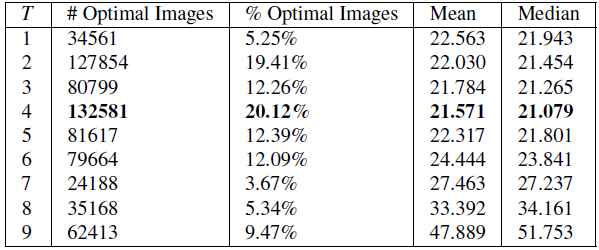 T # Optimal Images % Optimal Images Mean Median
1 34561 5.25% 22.563 21.943
2 127854 19.41% 22.030 21.454
3 80799 12.26% 21.784 21.265
4 132581 20.12% 21.571 21.079
5 81617 12.39% 22.317 21.801
6 79664 12.09% 24.444 23.841
7 24188 3.67% 27.463 27.237
8 35168 5.34% 33.392 34.161
9 62413 9.47% 47.889 51.753